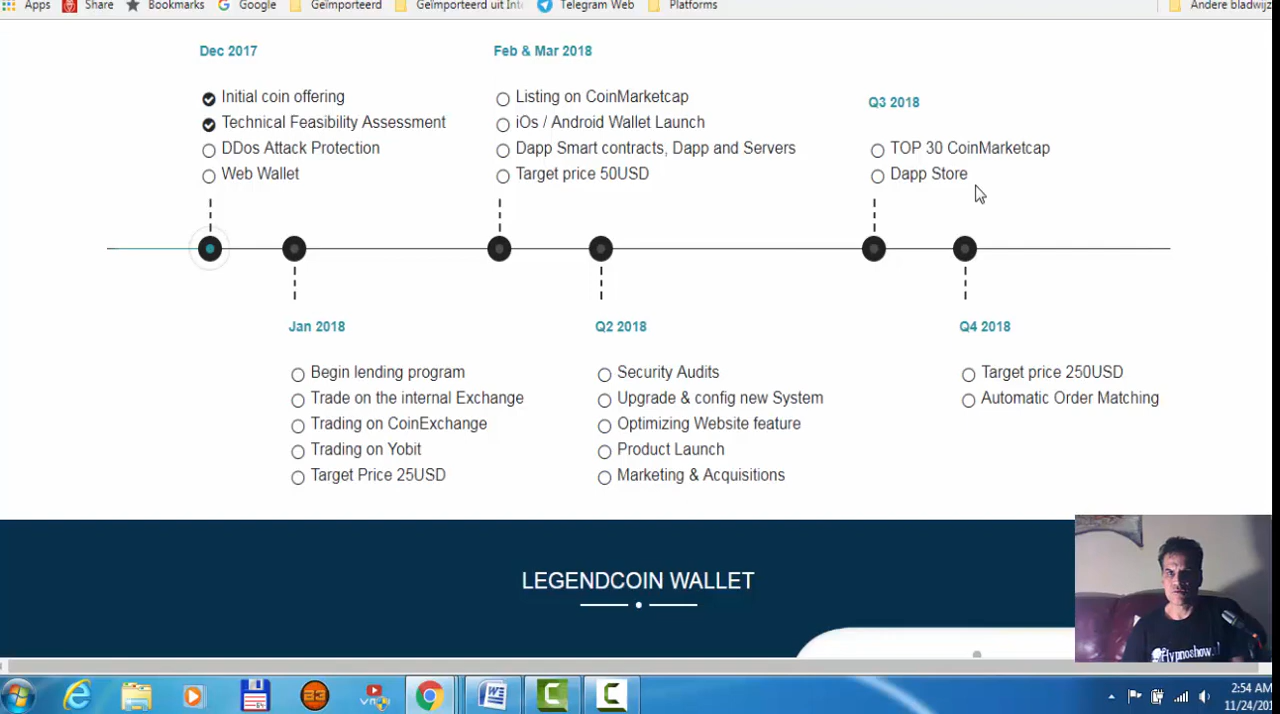 Apps
Share
Bookmarks
Google
Geïmporteerd
Geïmporteerd uit Int
Telegram Web
Platforms
Andere bladwijz
Dec 2017
Initial coin offering
Technical Feasibility Assessment
DDos Attack Protection
Web Wallet
Feb & Mar 2018
Listing on CoinMarketcap
iOs / Android Wallet Launch
Dapp Smart contracts, Dapp and Servers
Target price 50USD
Q3 2018
TOP 30 CoinMarketcap
Dapp Store
Jan 2018
Begin lending program
Trade on the internal Exchange
Trading on CoinExchange
Trading on Yobit
Target Price 25USD
Q2 2018
Security Audits
Upgrade & config new System
Optimizing Website feature
Product Launch
Marketing & Acquisitions
Q4 2018
Target price 250USD
Automatic Order Matching
LEGENDCOIN WALLET
2:54 AM
11/24/201